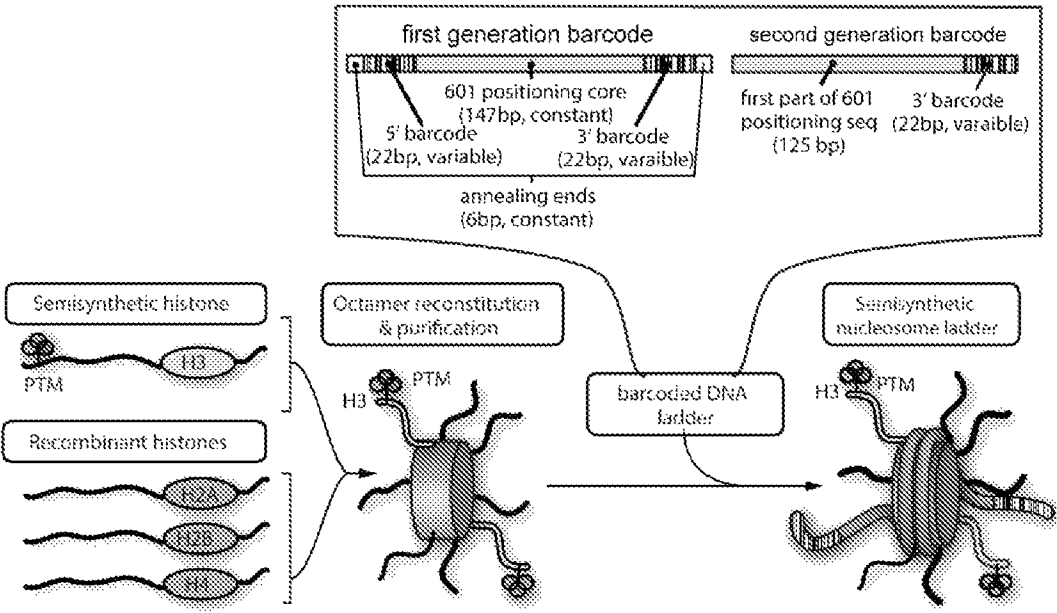 first generation barcode
601 positioning core
(147bp, constant)
5' barcode
(22bp, variable)
3' barcode
(22bp, varaible)
annealing ends
(6bp, constant)
second generation barcode
first part of 601
positioning seq
(125 bp)
3' barcode
(22bp, varaible)
Semisynthetic histone
PTM
H3
Recombinant histones
H2A
H2B
H4
Octamer reconstitution
& purification
H3
PTM
barcoded DNA
ladder
Semisynthetic
nucleosome ladder
H3
PTM